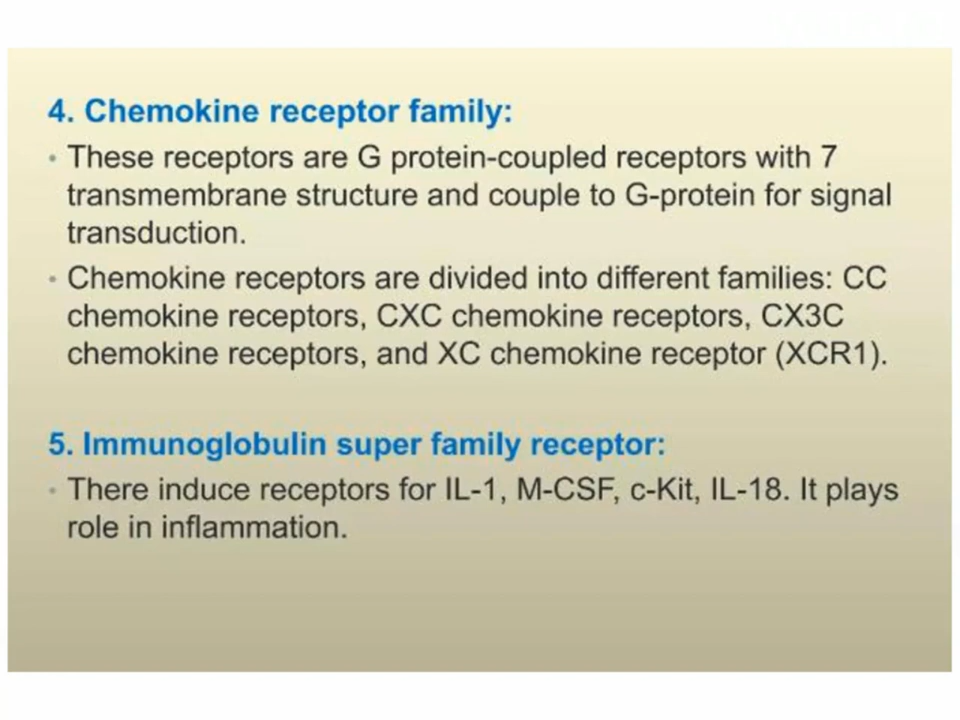 4. Chemokine receptor family:
• These receptors are G protein-coupled receptors with 7
transmembrane structure and couple to G-protein for signal
transduction.
• Chemokine receptors are divided into different families: CC
chemokine receptors, CXC chemokine receptors, CX3C
chemokine receptors, and XC chemokine receptor (XCR1).
5. Immunoglobulin super family receptor:
• There induce receptors for IL-1, M-CSF, c-Kit, IL-18. It plays
role in inflammation.